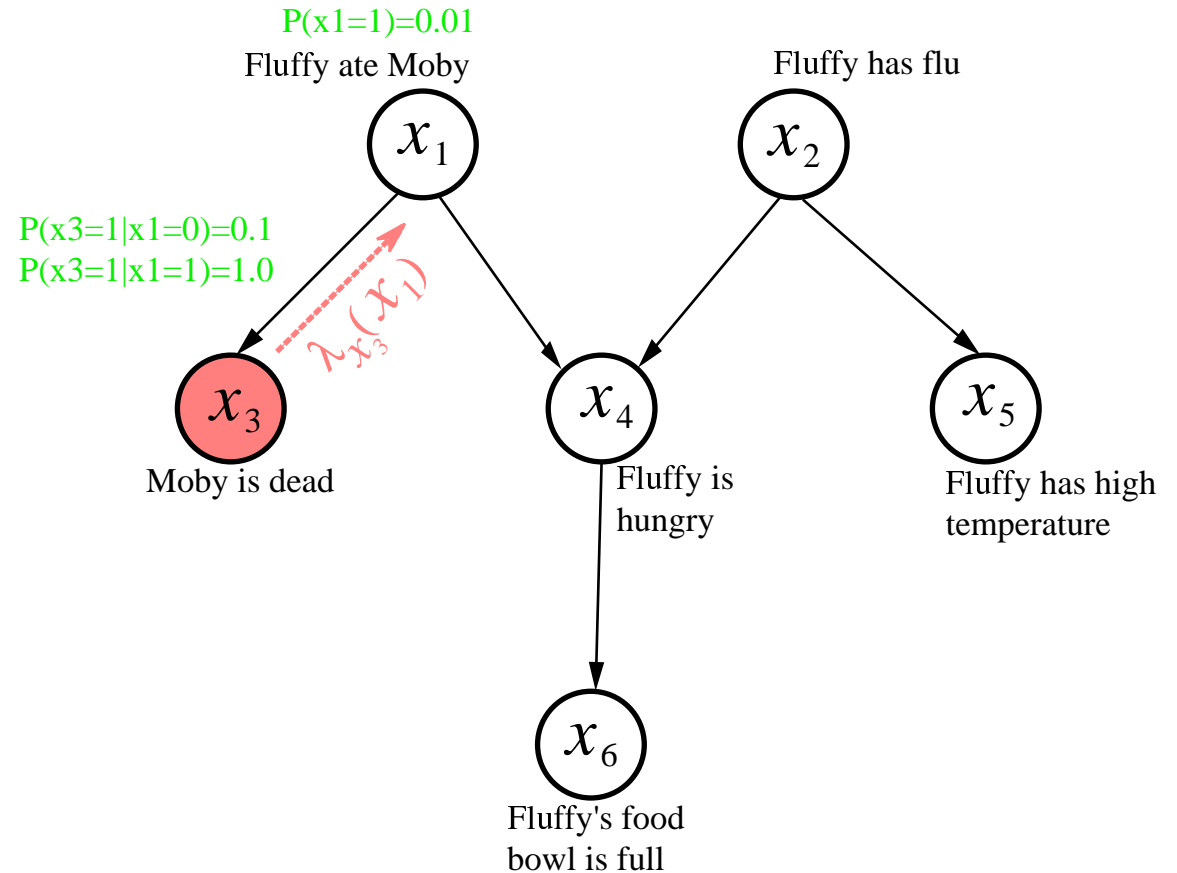 P(x1=1)=0.01
Fluffy ate Moby
Fluffy has flu
x₁
x₂
P(x3=1|x1=0)=0.1
P(x3=1|x1=1)=1.0
λₓ₃(x₁)
x₃
x₄
x₅
Moby is dead
Fluffy is
hungry
Fluffy has high
temperature
x₆
Fluffy's food
bowl is full